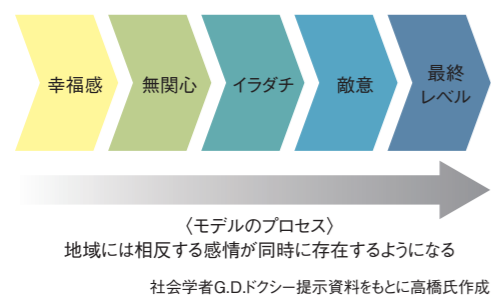 幸福感
無関心
イラダチ
敵意
最終
レベル
〈モデルのプロセス〉
地域には相反する感情が同時に存在するようになる
社会学者G.D.ドクシー提示資料をもとに高橋氏作成